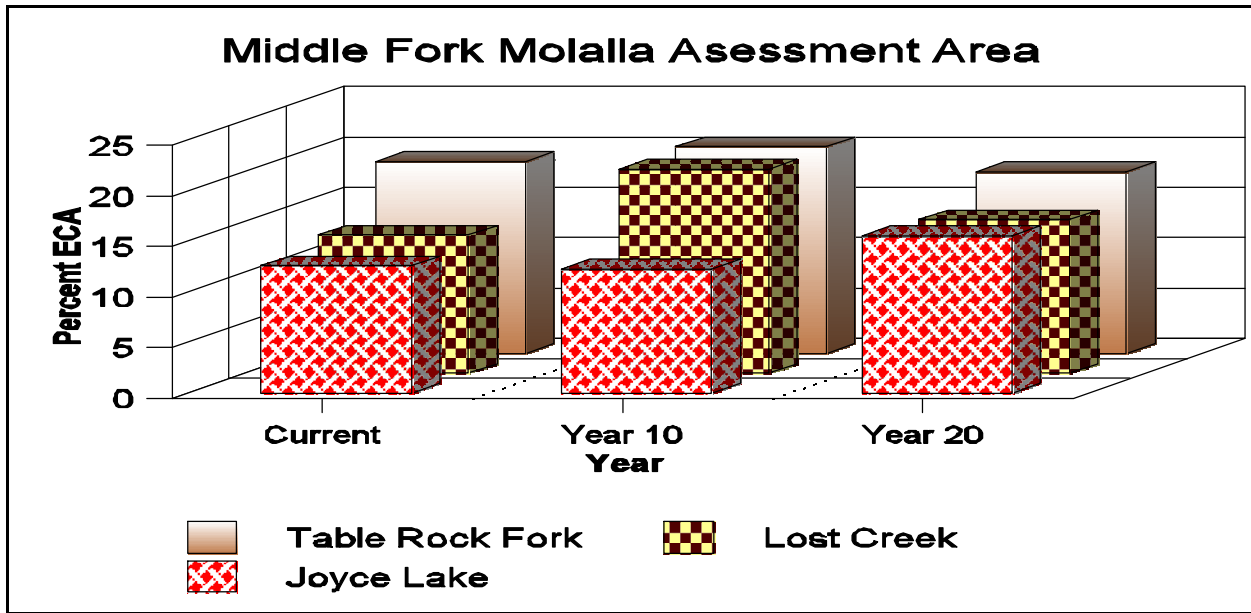 Middle Fork Molalla Asessment Area
25
20
15
10
5
0
Percent ECA
Current Year 10 Year 20
Year
Table Rock Fork Lost Creek
Joyce Lake